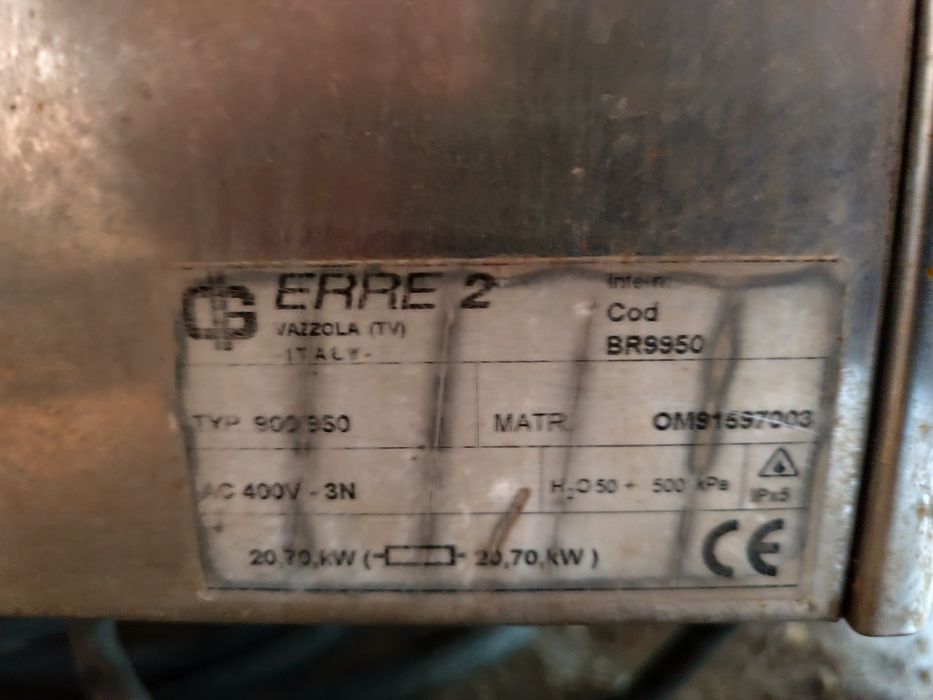 ERRE 2
VAZZOLA (TV)
-ITALY-
Intern.
Cod
BR9950
TYP 900/950
MATR. OM91597003
AC 400V - 3N
H₂O 50 ÷ 500 kPa
IPx5
20,70,kW ( 20,70,kW )
CE